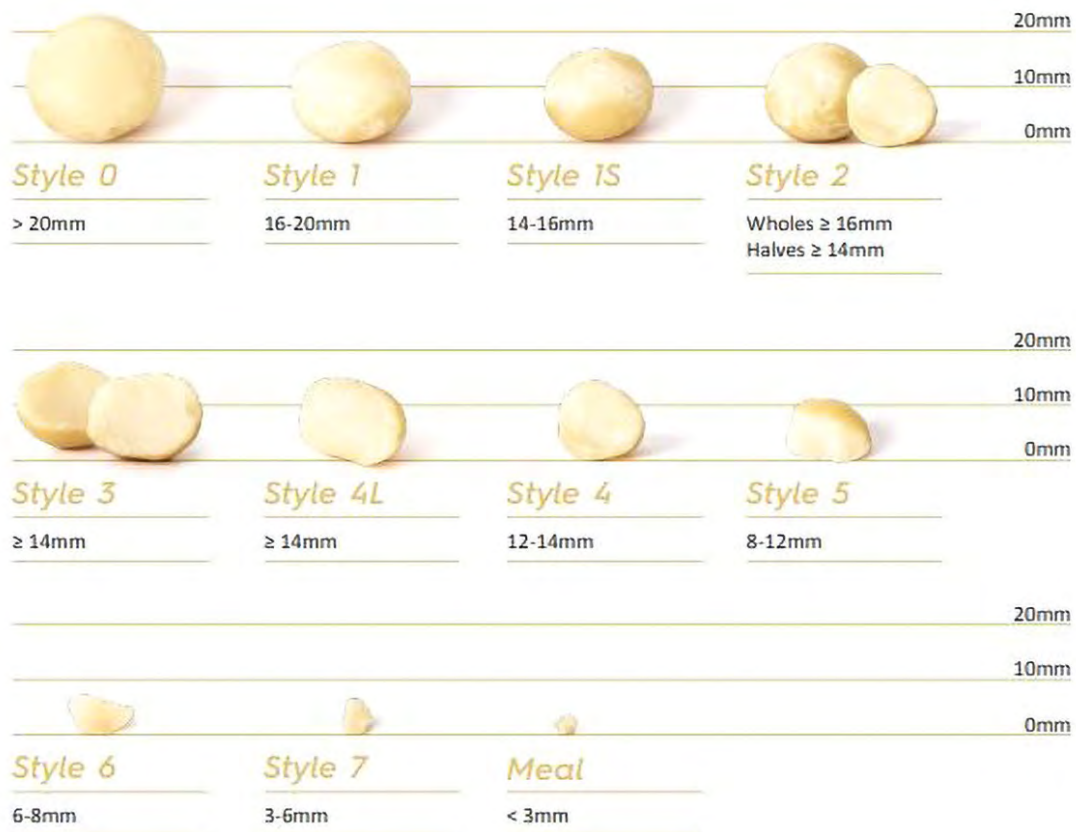 20mm
10mm
0mm
Style 0
Style 1
Style 1S
Style 2
> 20mm
16-20mm
14-16mm
Wholes ≥ 16mm
Halves ≥ 14mm
20mm
10mm
0mm
Style 3
Style 4L
Style 4
Style 5
≥ 14mm
≥ 14mm
12-14mm
8-12mm
20mm
10mm
0mm
Style 6
Style 7
Meal
6-8mm
3-6mm
< 3mm